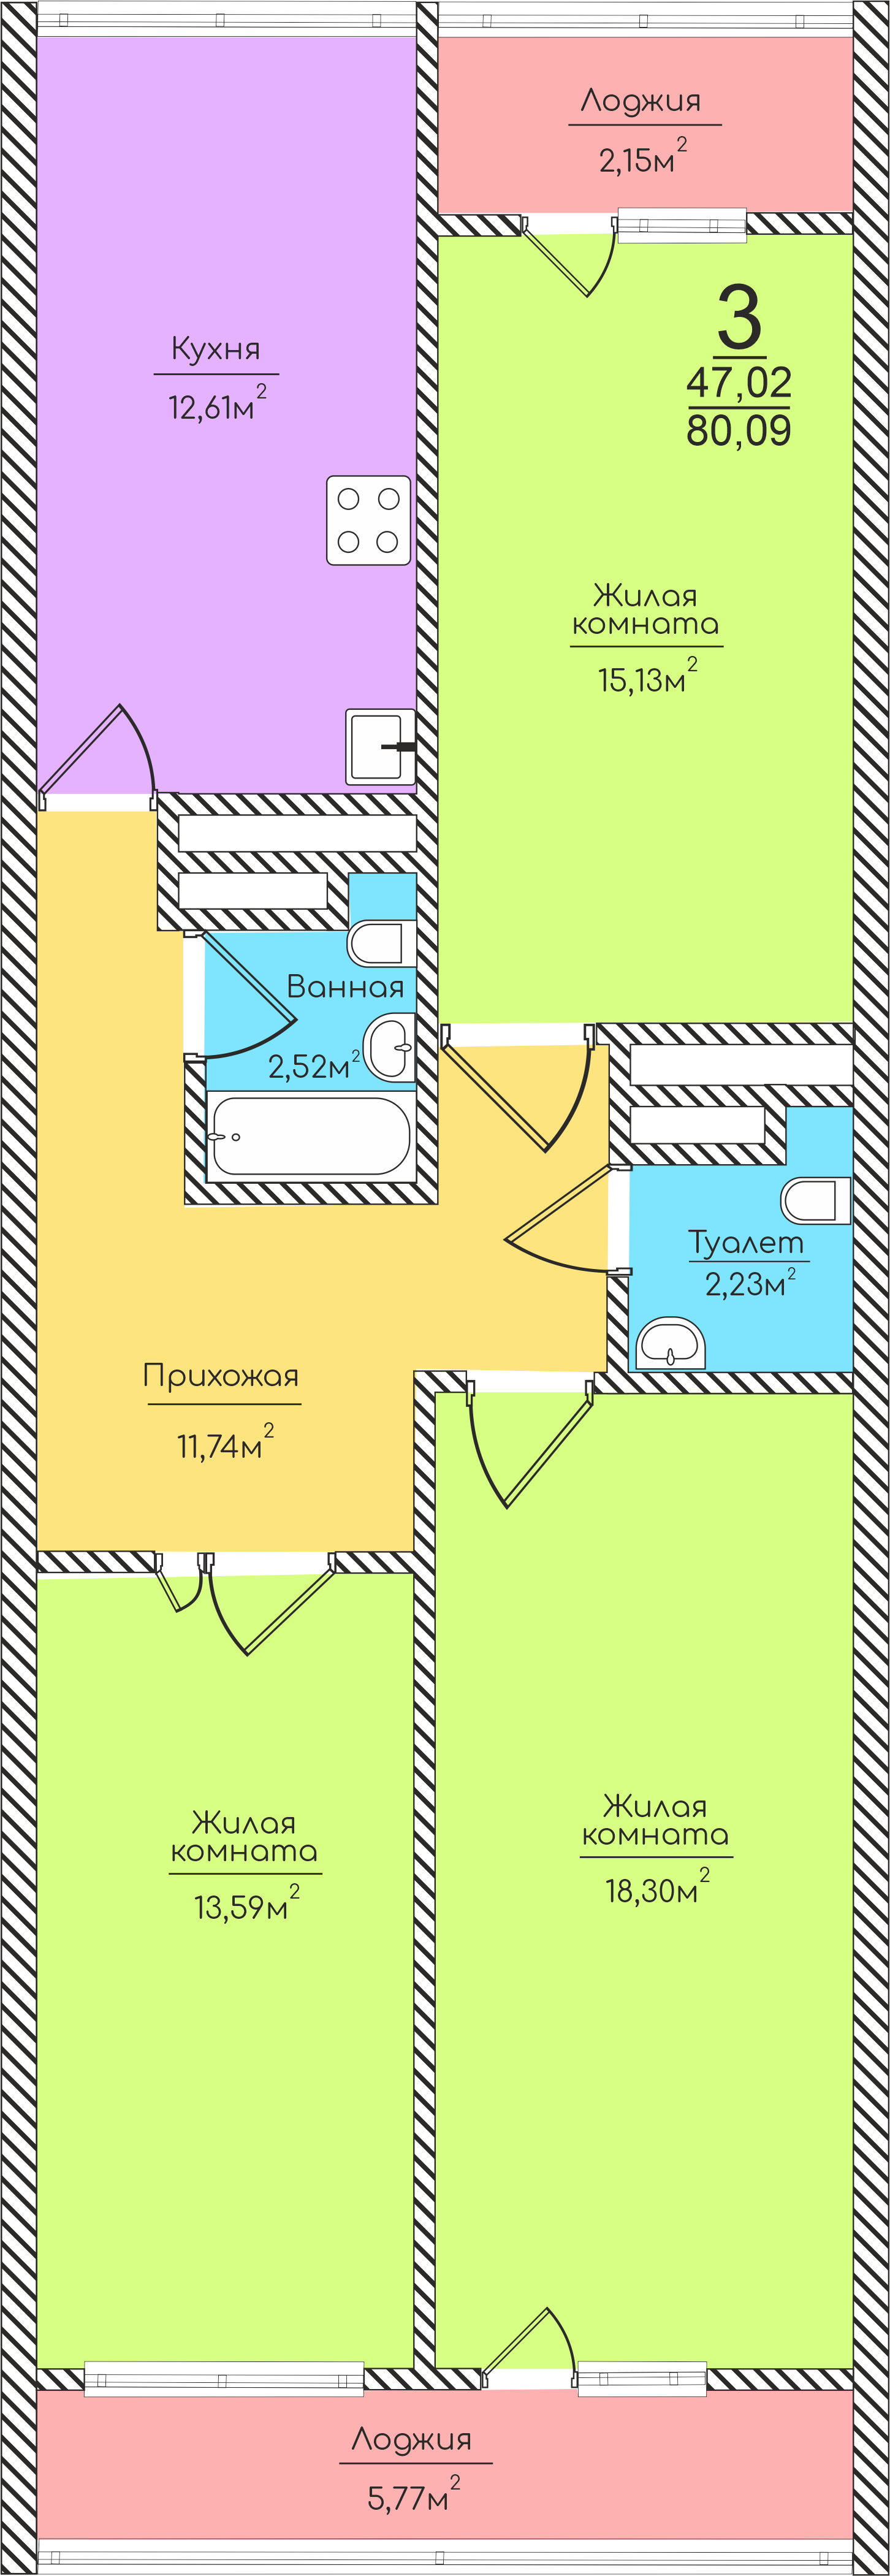 Лоджия
2,15м²
3
47,02
80,09
Кухня
12,61м²
Жилая
комната
15,13м²
Ванная
2,52м²
Туалет
2,23м²
Прихожая
11,74м²
Жилая
комната
13,59м²
Жилая
комната
18,30м²
Лоджия
5,77м²